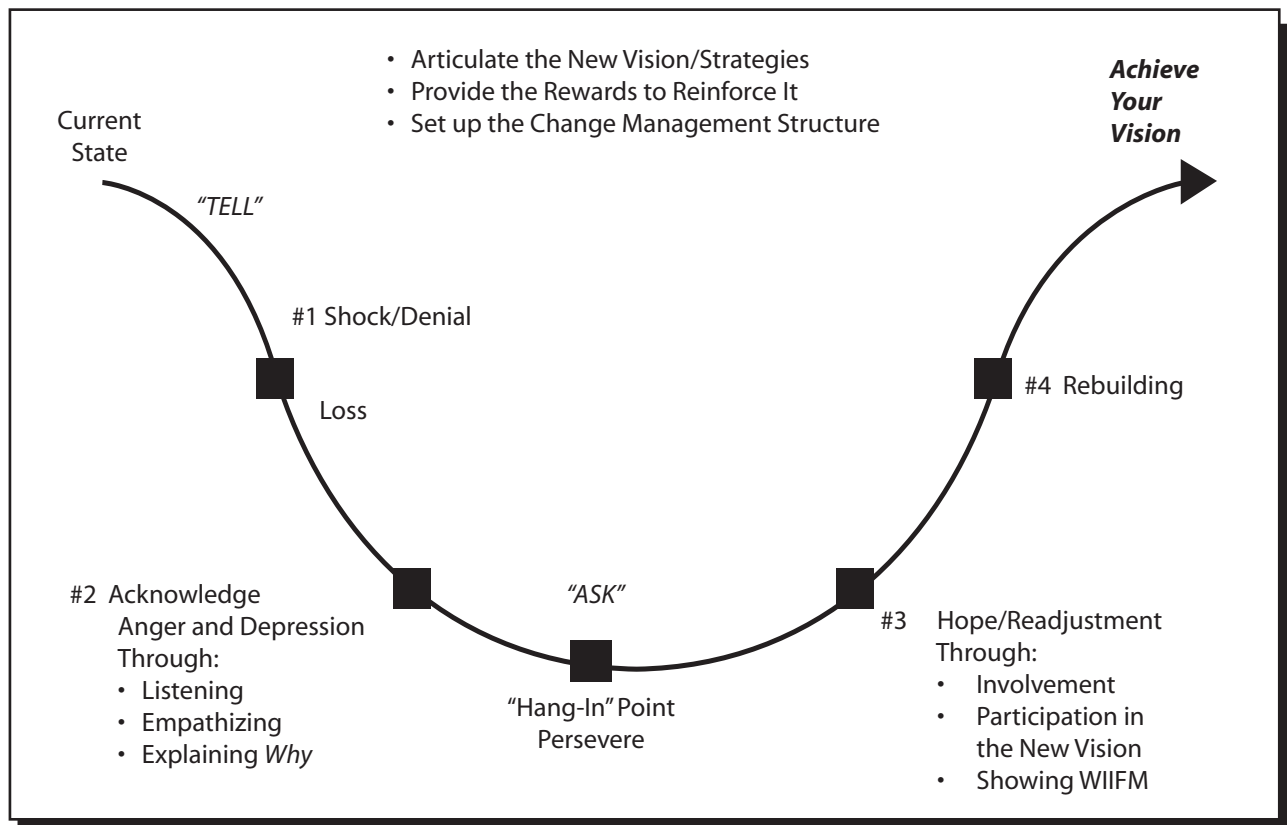 • Articulate the New Vision/Strategies
• Provide the Rewards to Reinforce It
• Set up the Change Management Structure
Achieve
Your
Vision
Current
State
“TELL”
#1 Shock/Denial
Loss
#4 Rebuilding
#2 Acknowledge
Anger and Depression
Through:
• Listening
• Empathizing
• Explaining Why
“ASK”
“Hang-In” Point
Persevere
#3 Hope/Readjustment
Through:
• Involvement
• Participation in
the New Vision
• Showing WIIFM